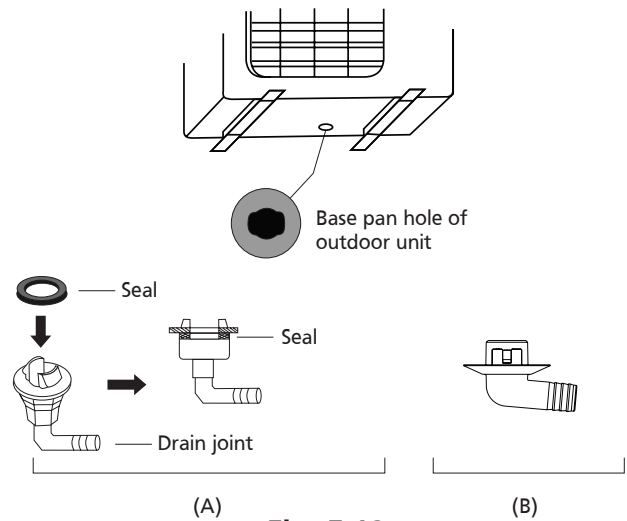 Base pan hole of
outdoor unit
Seal
Seal
Drain joint
(A)
(B)